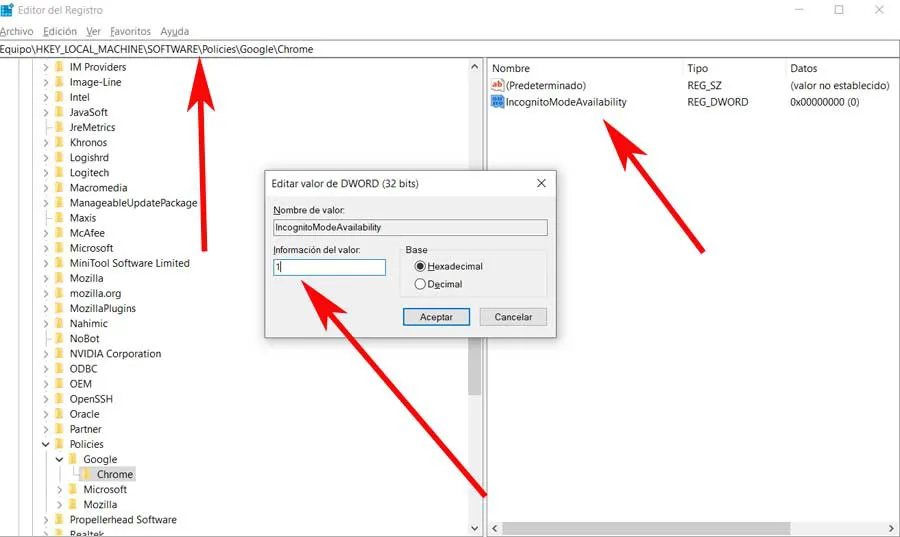 Editor del Registro
Archivo Edición Ver Favoritos Ayuda
Equipo\HKEY_LOCAL_MACHINE\SOFTWARE\Policies\Google\Chrome
IM Providers
Image-Line
Intel
JavaSoft
JreMetrics
Khronos
Logishrd
Logitech
Macromedia
ManageableUpdatePackage
Maxis
McAfee
Microsoft
MiniTool Software Limited
Mozilla
mozilla.org
MozillaPlugins
Nahimic
NoBot
NVIDIA Corporation
ODBC
OEM
OpenSSH
Oracle
Partner
Policies
Google
Chrome
Microsoft
Mozilla
Propellerhead Software
Realtek
Nombre Tipo Datos
(Predeterminado) REG_SZ (valor no establecido)
IncognitoModeAvailability REG_DWORD 0x00000000 (0)
Editar valor de DWORD (32 bits)
Nombre de valor:
IncognitoModeAvailability
Información del valor:
1
Base
Hexadecimal
Decimal
Aceptar Cancelar